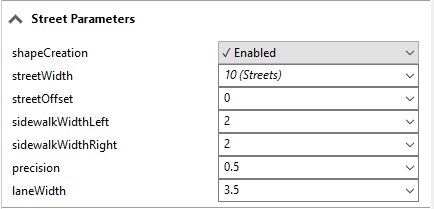 Street Parameters
shapeCreation ✓ Enabled
streetWidth 10 (Streets)
streetOffset 0
sidewalkWidthLeft 2
sidewalkWidthRight 2
precision 0.5
laneWidth 3.5